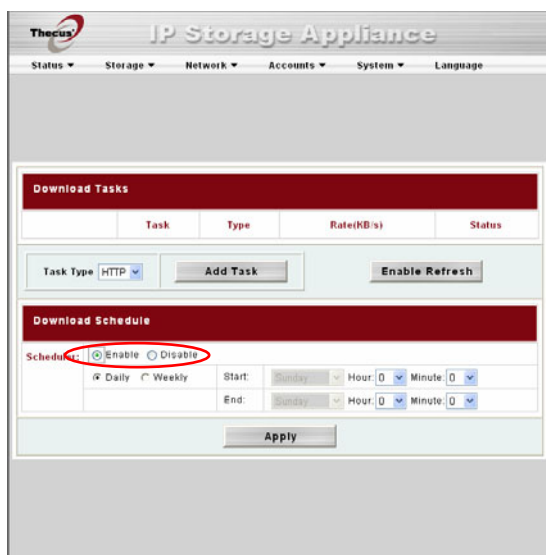 Thecus
IP Storage Appliance
Status Storage Network Accounts System Language
Download Tasks
Task Type Rate(KB/s) Status
Task Type HTTP Add Task Enable Refresh
Download Schedule
Scheduler: Enable Disable
Daily Weekly Start: Sunday Hour: 0 Minute: 0
End: Sunday Hour: 0 Minute: 0
Apply